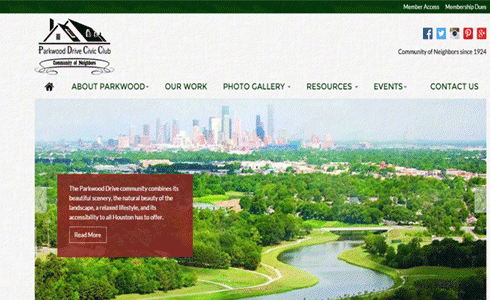 Member Access Membership Dues
Parkwood Drive Civic Club
Community of Neighbors
Community of Neighbors since 1924
ABOUT PARKWOOD OUR WORK PHOTO GALLERY RESOURCES EVENTS CONTACT US
The Parkwood Drive community combines its
beautiful scenery, the natural beauty of the
landscape, a relaxed lifestyle, and its
accessibility to all Houston has to offer.
Read More